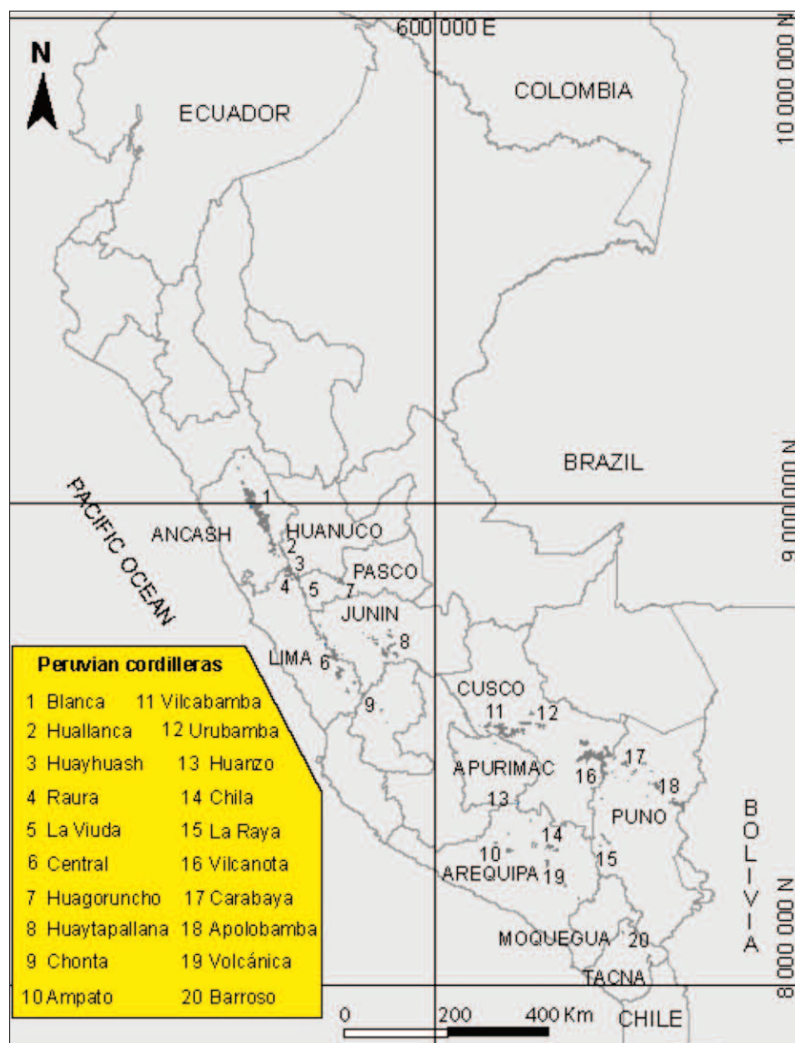 600 000 E
N
COLOMBIA
10 000 000 N
ECUADOR
BRAZIL
9 000 000 N
PACIFIC OCEAN
1
ANCASH
HUANUCO
2
3
PASCO
4
5
7
JUNIN
LIMA
6
8
9
CUSCO
11
12
APURIMAC
16
17
18
13
PUNO
14
10
15
AREQUIPA
19
BOLIVIA
MOQUEGUA
20
TACNA
8 000 000 N
CHILE
Peruvian cordilleras
1 Blanca 11 Vilcabamba
2 Huallanca 12 Urubamba
3 Huayhuash 13 Huanzo
4 Raura 14 Chila
5 La Viuda 15 La Raya
6 Central 16 Vilcanota
7 Huagoruncho 17 Carabaya
8 Huaytapallana 18 Apolobamba
9 Chonta 19 Volcánica
10 Ampato 20 Barroso
0 200 400 Km